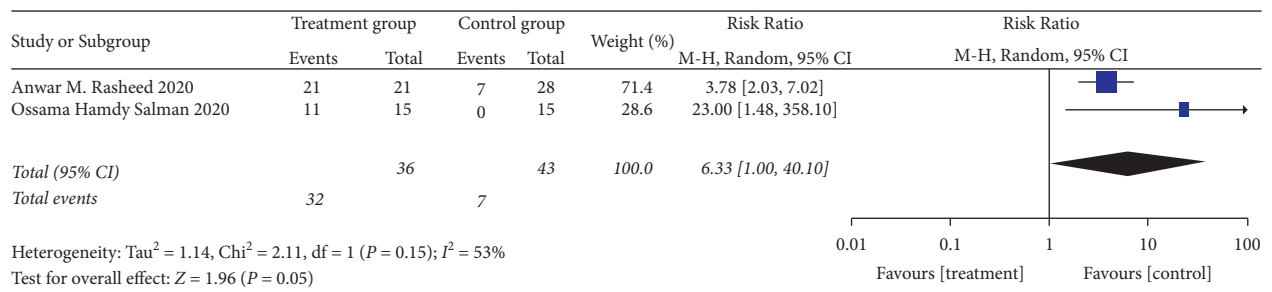 Study or Subgroup Treatment group Control group Weight (%) Risk Ratio Risk Ratio
Events Total Events Total M-H, Random, 95% CI M-H, Random, 95% CI
Anwar M. Rasheed 2020 21 21 7 28 71.4 3.78 [2.03, 7.02]
Ossama Hamdy Salman 2020 11 15 0 15 28.6 23.00 [1.48, 358.10]
Total (95% CI) 36 43 100.0 6.33 [1.00, 40.10]
Total events 32 7
Heterogeneity: Tau² = 1.14, Chi² = 2.11, df = 1 (P = 0.15); I² = 53%
Test for overall effect: Z = 1.96 (P = 0.05)
0.01 0.1 1 10 100
Favours [treatment] Favours [control]